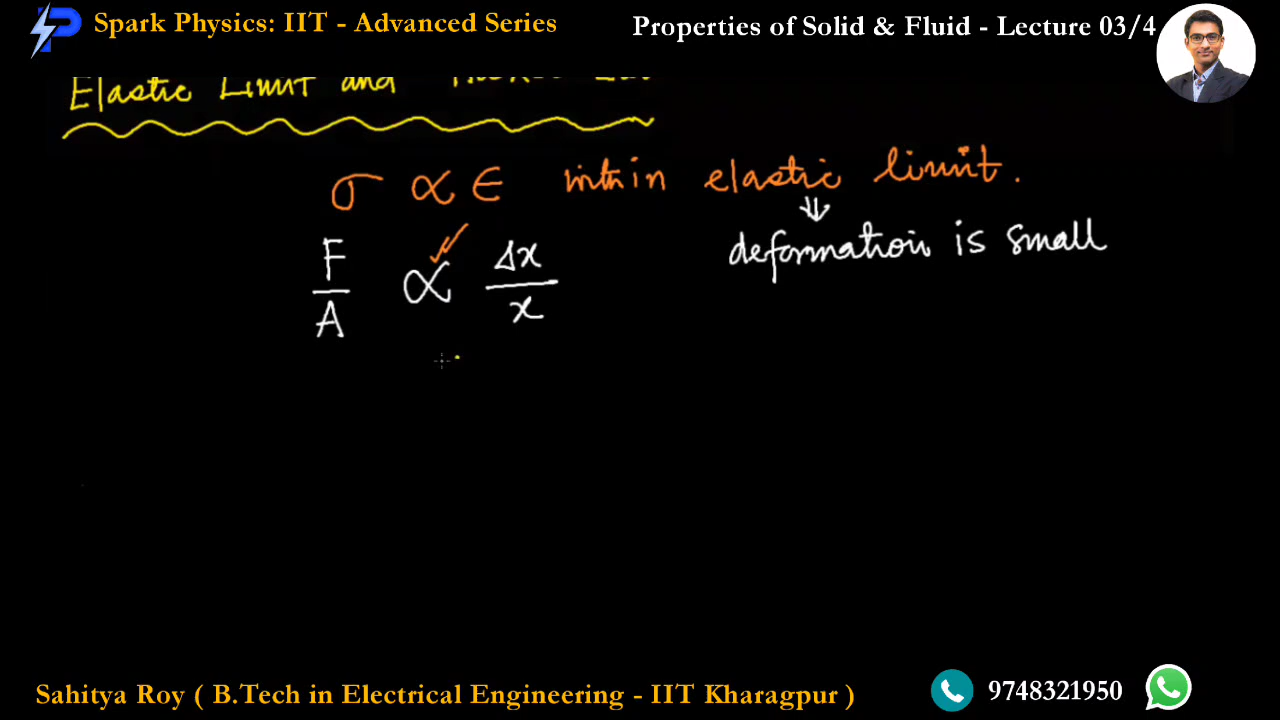 Spark Physics: IIT - Advanced Series
Properties of Solid & Fluid - Lecture 03/4
Elastic Limit and
σ ∝ ∈ within elastic limit.
⇓
deformation is small
F/A ∝ Δx/x
Sahitya Roy ( B.Tech in Electrical Engineering - IIT Kharagpur )
9748321950